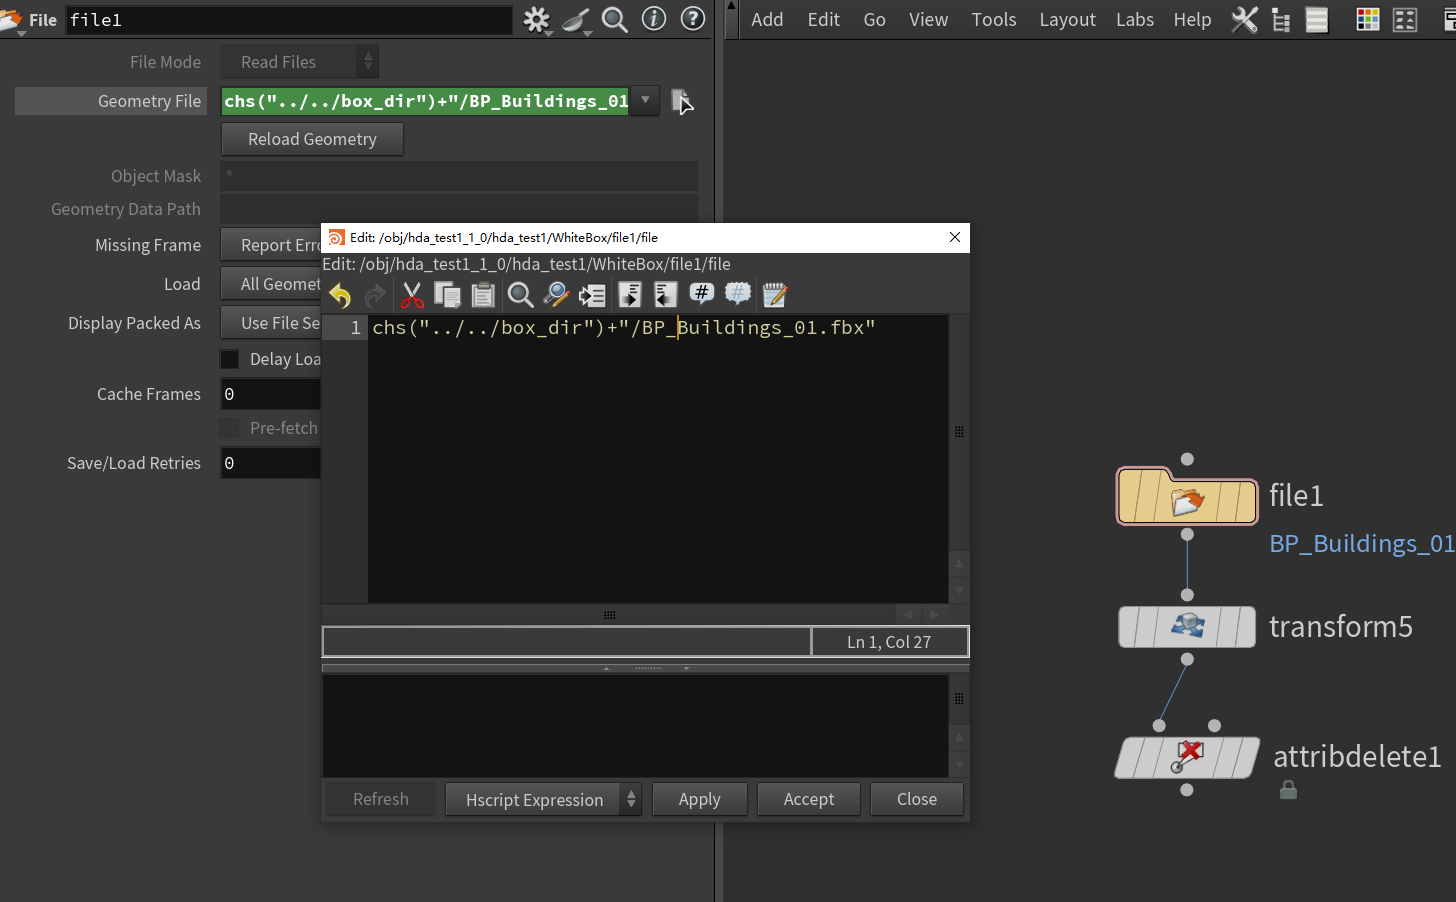 File file1
Add Edit Go View Tools Layout Labs Help
File Mode Read Files
Geometry File chs("../../box_dir")+"/BP_Buildings_01
Reload Geometry
Object Mask *
Geometry Data Path
Missing Frame Report Erro
Load All Geomet
Display Packed As Use File Se
Delay Loa
Cache Frames 0
Pre-fetch
Save/Load Retries 0
Edit: /obj/hda_test1_1_0/hda_test1/WhiteBox/file1/file
Edit: /obj/hda_test1_1_0/hda_test1/WhiteBox/file1/file
1 chs("../../box_dir")+"/BP_Buildings_01.fbx"
Ln 1, Col 27
Refresh Hscript Expression Apply Accept Close
file1
BP_Buildings_01
transform5
attribdelete1